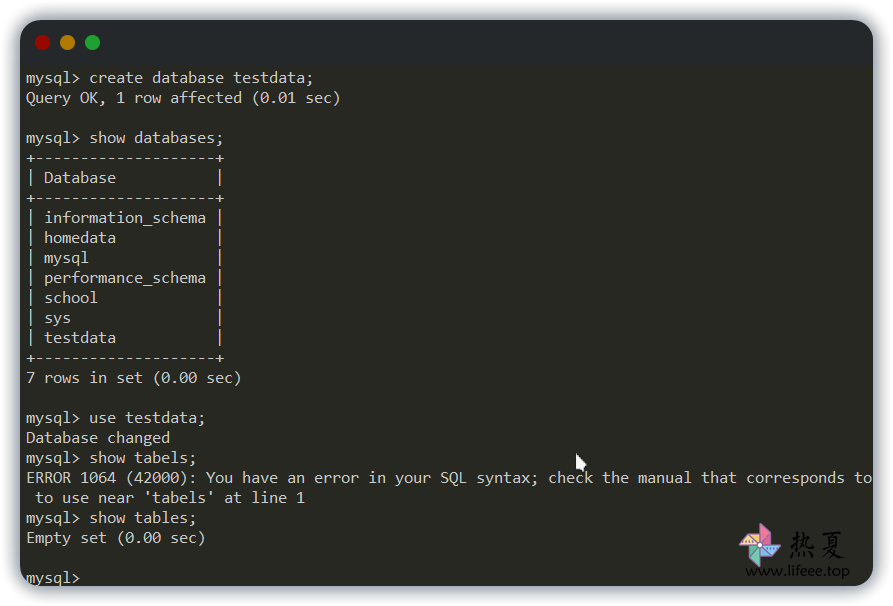 mysql> create database testdata;
Query OK, 1 row affected (0.01 sec)
mysql> show databases;
+--------------------+
| Database           |
+--------------------+
| information_schema |
| homedata           |
| mysql              |
| performance_schema |
| school             |
| sys                |
| testdata           |
+--------------------+
7 rows in set (0.00 sec)
mysql> use testdata;
Database changed
mysql> show tabels;
ERROR 1064 (42000): You have an error in your SQL syntax; check the manual that corresponds to
 to use near 'tabels' at line 1
mysql> show tables;
Empty set (0.00 sec)
mysql>
热夏
www.lifeee.top